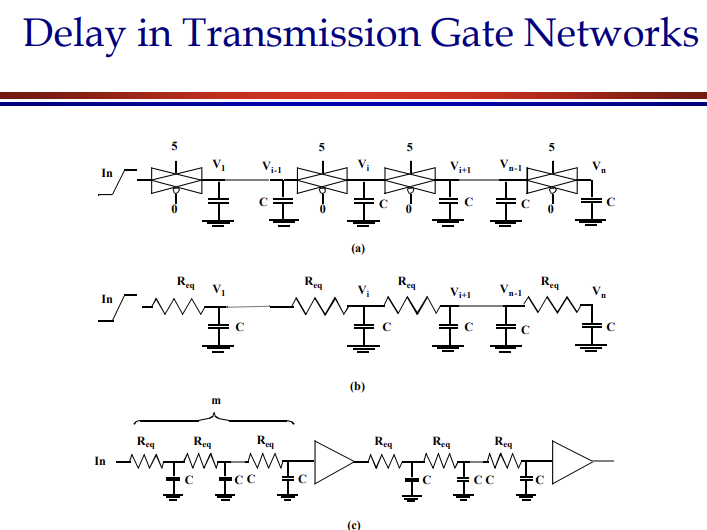 Delay in Transmission Gate Networks
5 5 5 5
In V1 Vi-1 Vi Vi+1 Vn-1 Vn
C C C C C
0 0 0 0
(a)
Req Req Req Req
In V1 Vi Vi+1 Vn-1 Vn
C C C C C
(b)
m
Req Req Req Req Req Req
In
C C C C C C C C
(c)